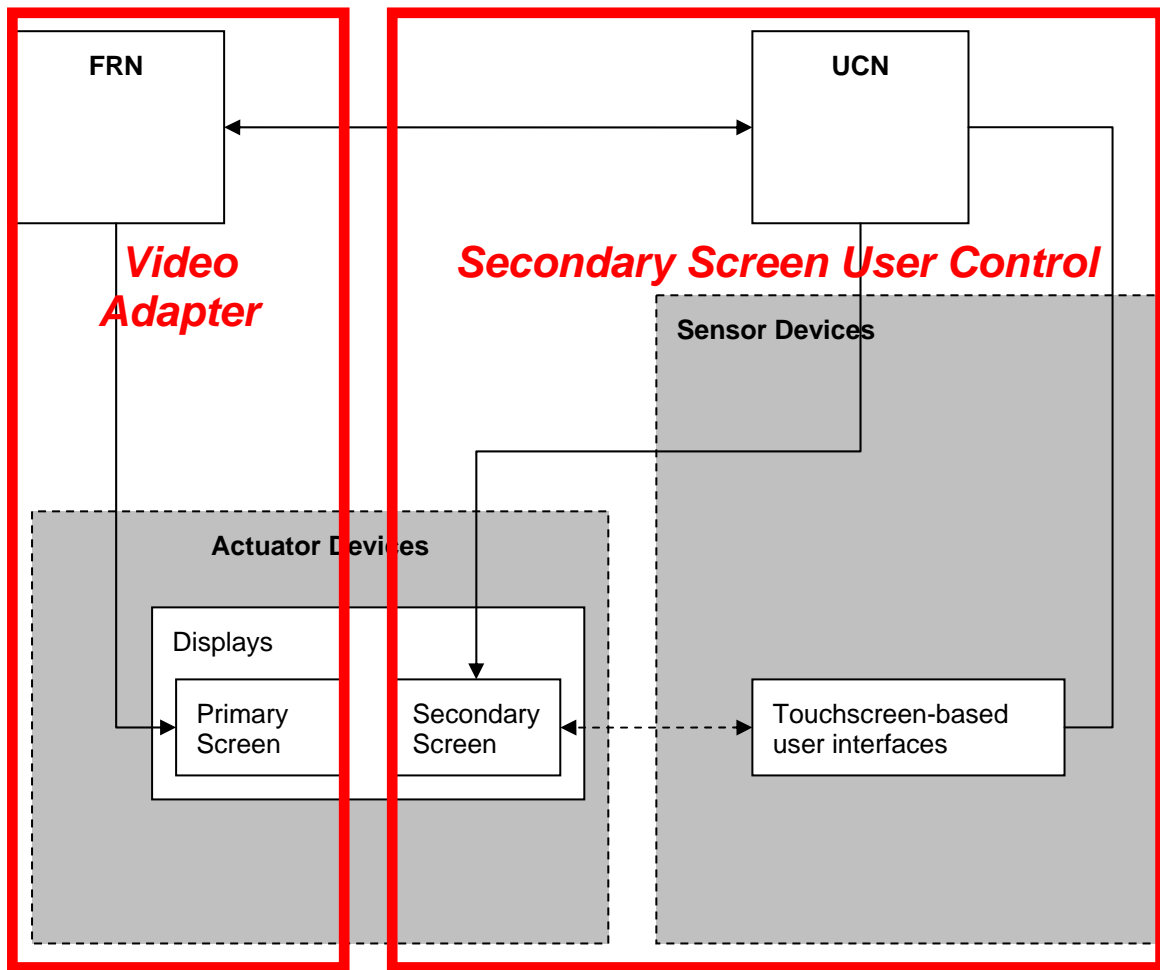 FRN
UCN
Video
Adapter
Secondary Screen User Control
Sensor Devices
Actuator Devices
Displays
Primary
Screen
Secondary
Screen
Touchscreen-based
user interfaces